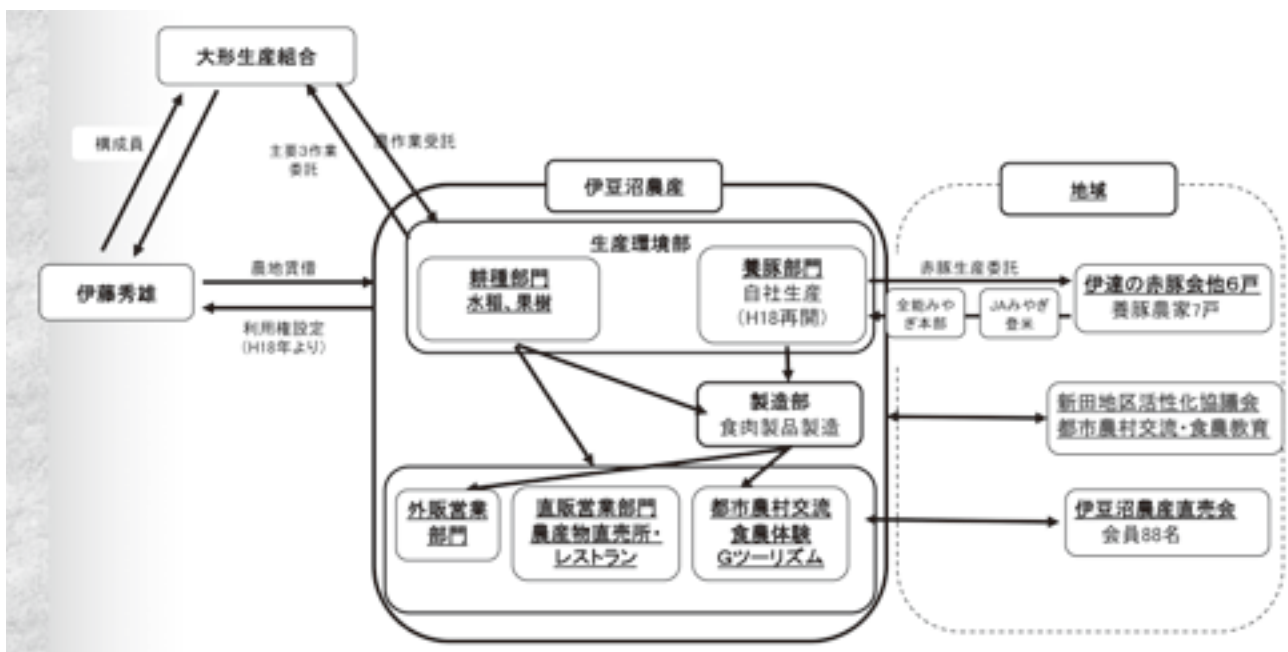 大形生産組合
構成員
主要3作業
委託
農作業受託
伊豆沼農産
地域
生産環境部
伊藤秀雄
農地賃借
利用権設定
(H18年より)
耕種部門
水稲、果樹
養豚部門
自社生産
(H18再開)
赤豚生産委託
全能みや
ぎ本部
JAみやぎ
登米
伊達の赤豚会他6戸
養豚農家7戸
製造部
食肉製品製造
新田地区活性化協議会
都市農村交流・食農教育
外販営業
部門
直販営業部門
農産物直売所・
レストラン
都市農村交流
食農体験
Gツーリズム
伊豆沼農産直売会
会員88名